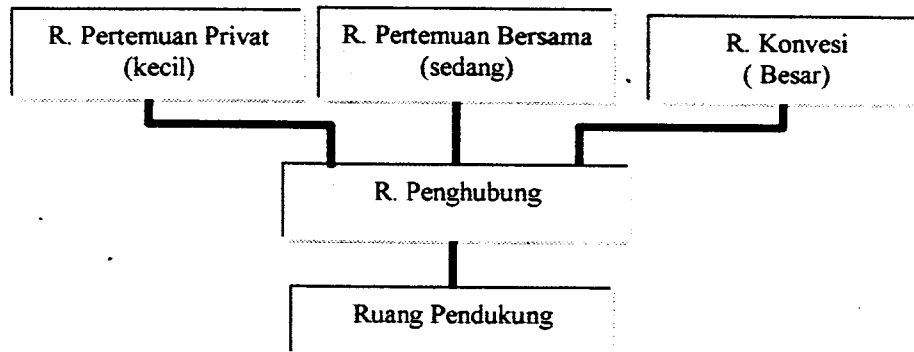 R. Pertemuan Privat
(kecil)
R. Pertemuan Bersama
(sedang)
R. Konvesi
( Besar)
R. Penghubung
Ruang Pendukung